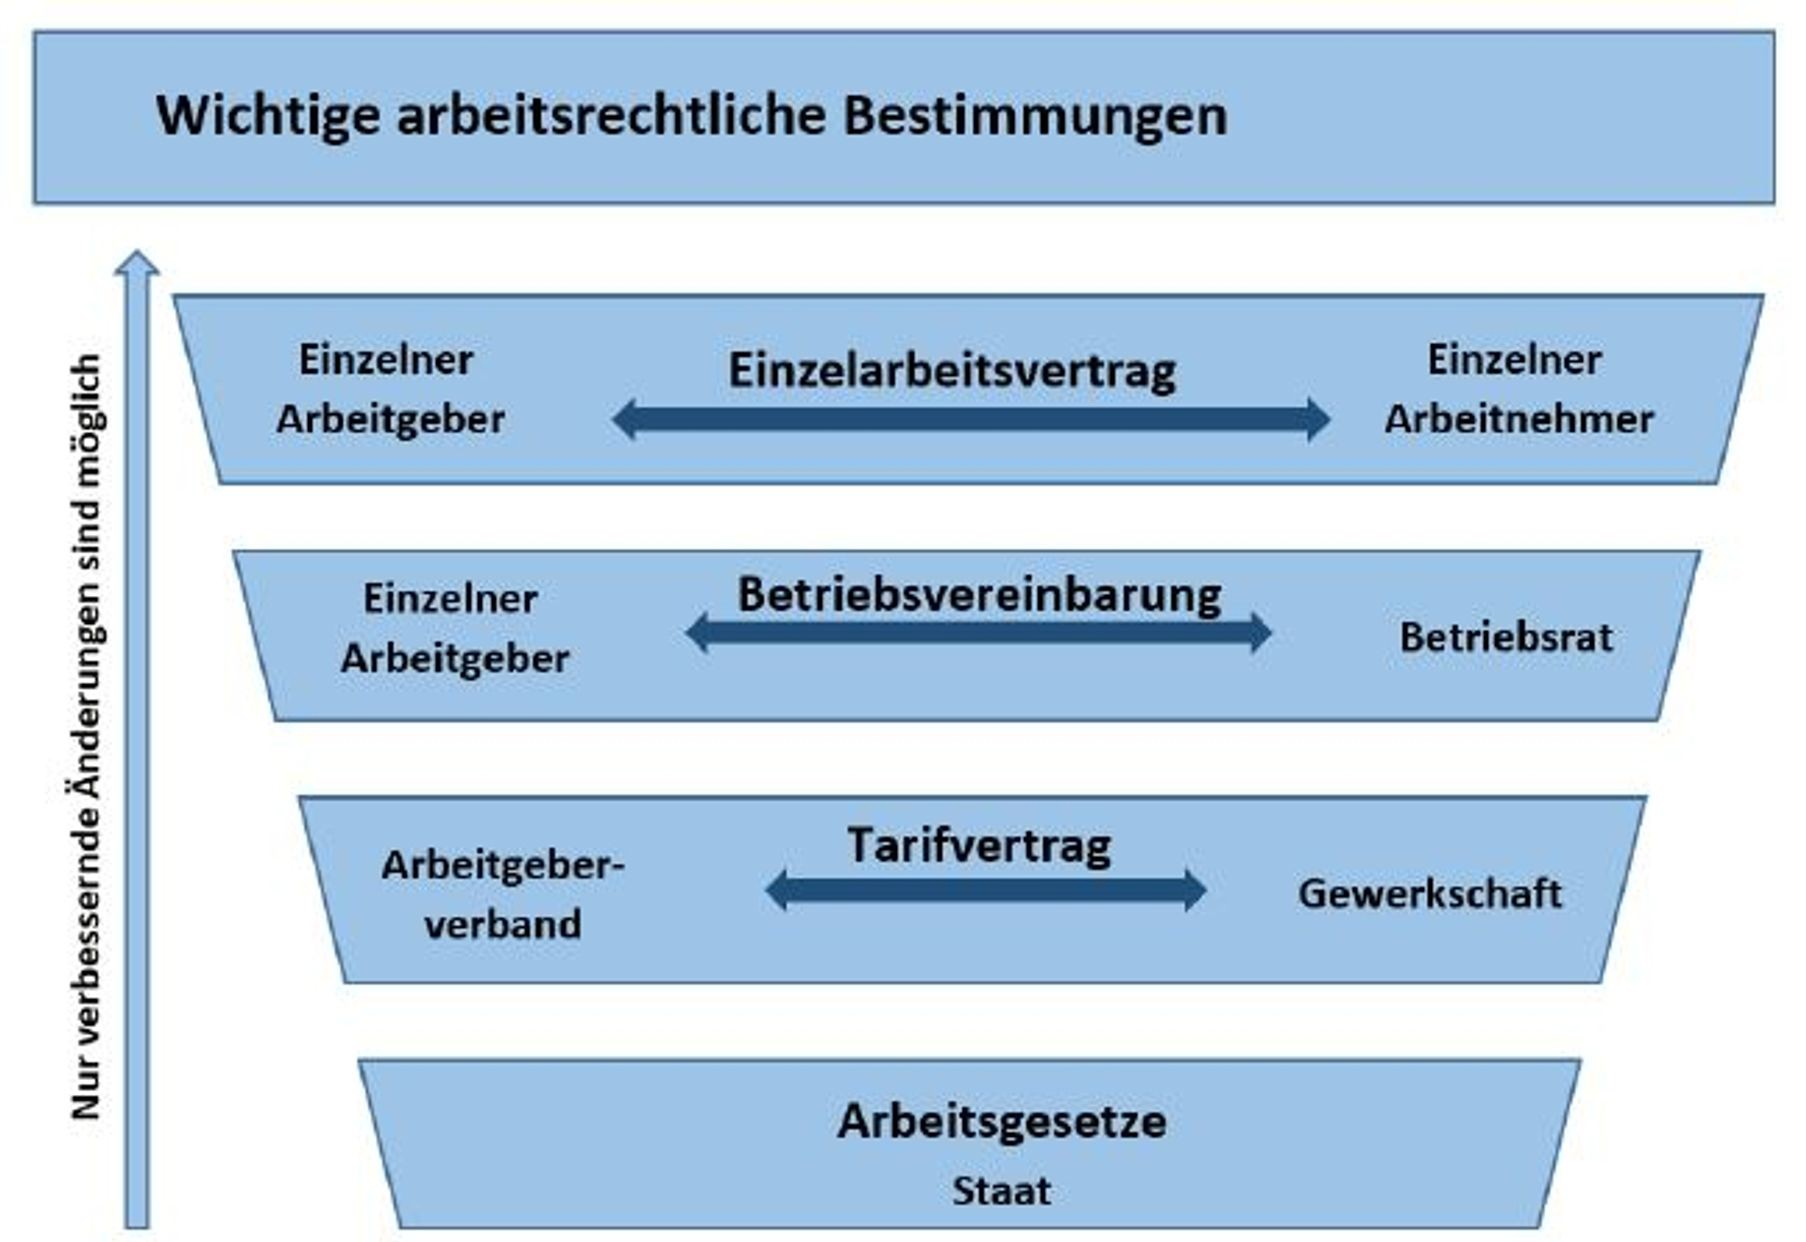 Wichtige arbeitsrechtliche Bestimmungen
Nur verbessernde Änderungen sind möglich
Einzelner
Arbeitgeber
Einzelarbeitsvertrag
Einzelner
Arbeitnehmer
Einzelner
Arbeitgeber
Betriebsvereinbarung
Betriebsrat
Arbeitgeber-
verband
Tarifvertrag
Gewerkschaft
Arbeitsgesetze
Staat